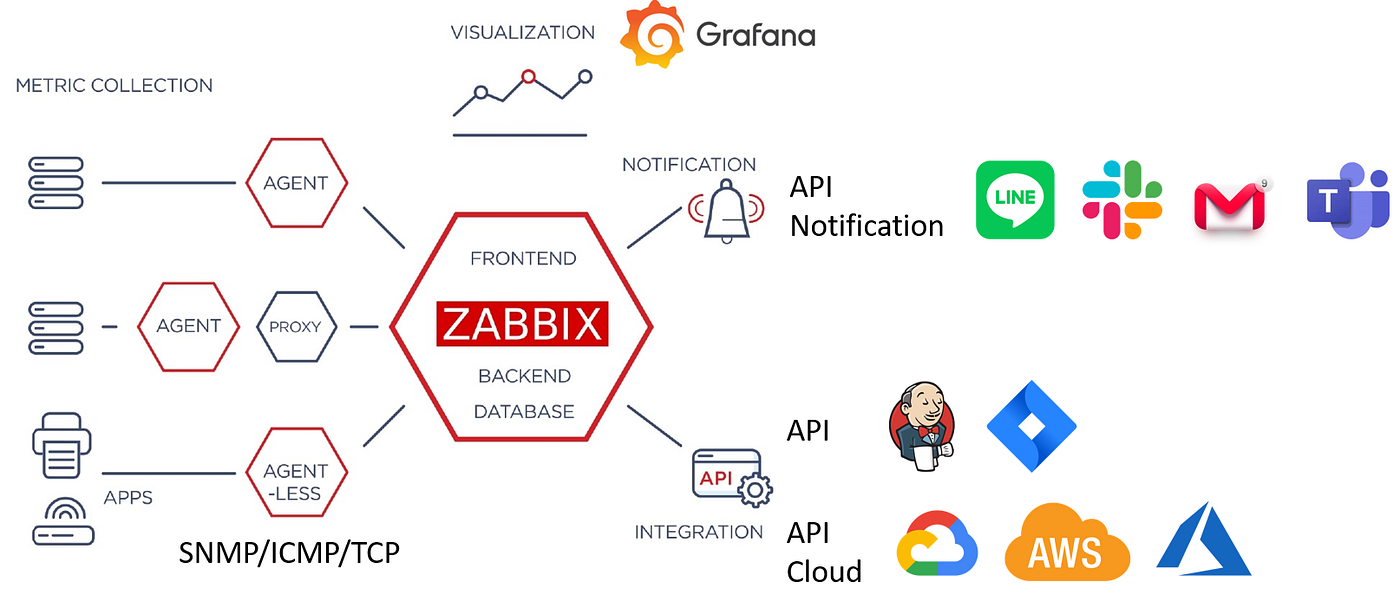 VISUALIZATION
Grafana
METRIC COLLECTION
AGENT
NOTIFICATION
API
Notification
LINE
9
T
FRONTEND
ZABBIX
BACKEND
DATABASE
AGENT
PROXY
AGENT
-LESS
APPS
SNMP/ICMP/TCP
API
API
INTEGRATION
API
Cloud
AWS